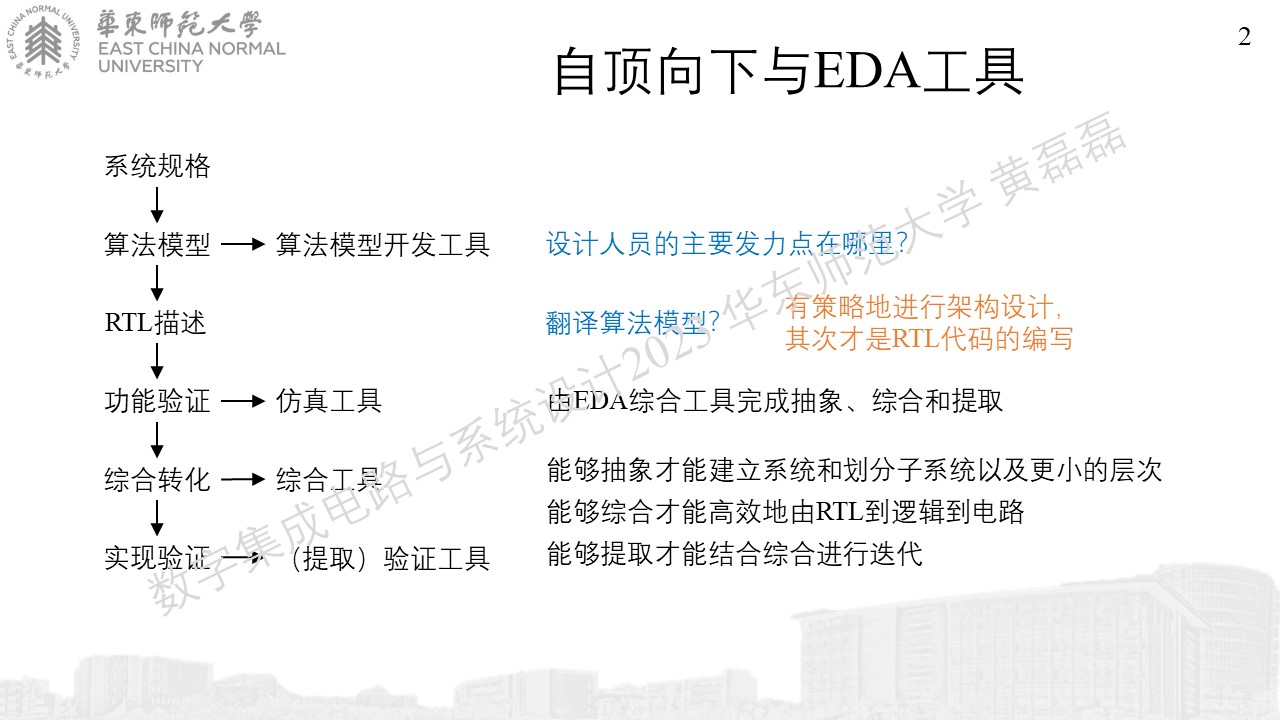 華東師範大學
EAST CHINA NORMAL
UNIVERSITY
EAST CHINA NORMAL UNIVERSITY
華東师范大学
2
自顶向下与EDA工具
系统规格
算法模型
算法模型开发工具
设计人员的主要发力点在哪里？
RTL描述
翻译算法模型？
有策略地进行架构设计，
其次才是RTL代码的编写
功能验证
仿真工具
由EDA综合工具完成抽象、综合和提取
综合转化
综合工具
能够抽象才能建立系统和划分子系统以及更小的层次
能够综合才能高效地由RTL到逻辑到电路
实现验证
（提取）验证工具
能够提取才能结合综合进行迭代
数字集成电路与系统设计2023 华东师范大学 黄磊磊